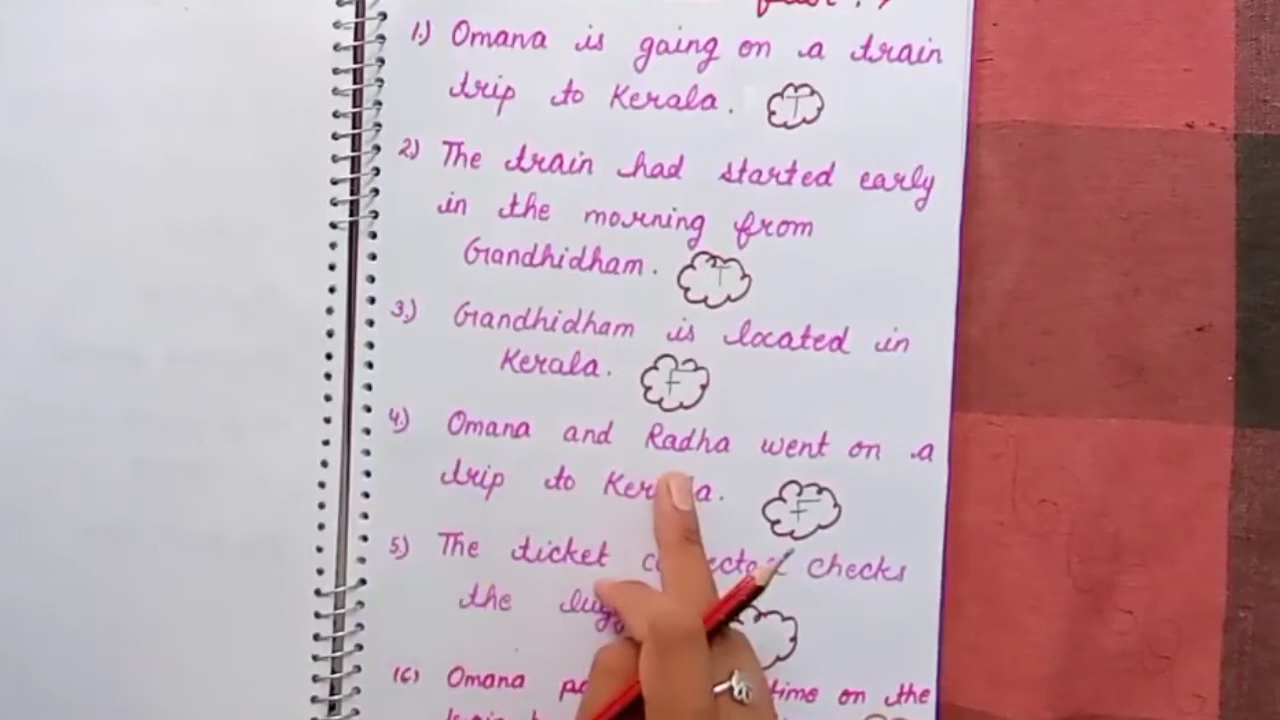 1.) Omana is going on a train
trip to Kerala. T
2) The train had started early
in the morning from
Gandhidham. T
3.) Gandhidham is located in
Kerala. F
4.) Omana and Radha went on a
trip to Kerala. F
5.) The ticket checks
the
(6) Omana time on the